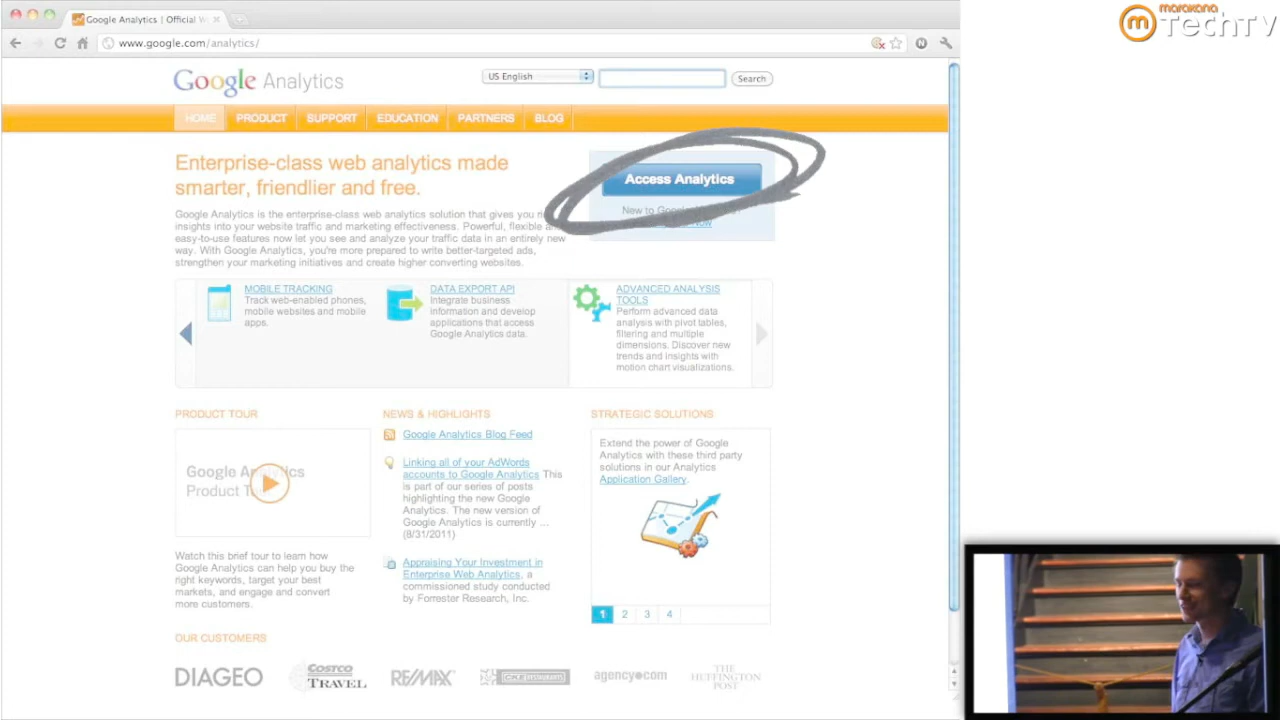 Google Analytics | Official W
marakana
TechTV
www.google.com/analytics/
Google Analytics
US English
Search
HOME
PRODUCT
SUPPORT
EDUCATION
PARTNERS
BLOG
Enterprise-class web analytics made
smarter, friendlier and free.
Google Analytics is the enterprise-class web analytics solution that gives you
insights into your website traffic and marketing effectiveness. Powerful, flexible
easy-to-use features now let you see and analyze your traffic data in an entirely new
way. With Google Analytics, you're more prepared to write better-targeted ads,
strengthen your marketing initiatives and create higher converting websites.
Access Analytics
New to
Now
MOBILE TRACKING
Track web-enabled phones,
mobile websites and mobile
apps.
DATA EXPORT API
Integrate business
information and develop
applications that access
Google Analytics data.
ADVANCED ANALYSIS
TOOLS
Perform advanced data
analysis with pivot tables,
filtering and multiple
dimensions. Discover new
trends and insights with
motion chart visualizations.
PRODUCT TOUR
Google Analytics
Product
Watch this brief tour to learn how
Google Analytics can help you buy the
right keywords, target your best
markets, and engage and convert
more customers.
NEWS & HIGHLIGHTS
Google Analytics Blog Feed
Linking all of your AdWords
accounts to Google Analytics This
is part of our series of posts
highlighting the new Google
Analytics. The new version of
Google Analytics is currently ...
(8/31/2011)
Appraising Your Investment in
Enterprise Web Analytics, a
commissioned study conducted
by Forrester Research, Inc.
STRATEGIC SOLUTIONS
Extend the power of Google
Analytics with these third party
solutions in our Analytics
Application Gallery.
1 2 3 4
OUR CUSTOMERS
DIAGEO
COSTCO
TRAVEL
RE/MAX
agency.com
THE
HUFFINGTON
POST